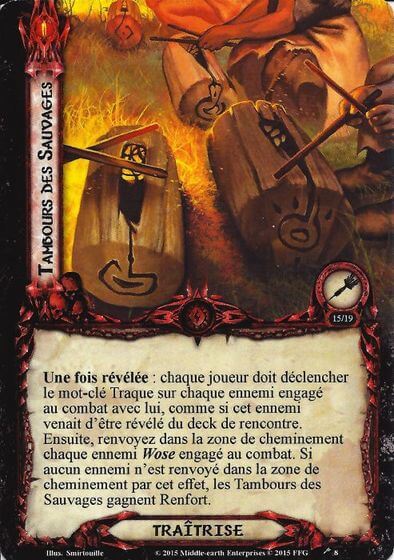 TAMBOURS DES SAUVAGES
15/19
Une fois révélée : chaque joueur doit déclencher
le mot-clé Traque sur chaque ennemi engagé
au combat avec lui, comme si cet ennemi
venait d'être révélé du deck de rencontre.
Ensuite, renvoyez dans la zone de cheminement
chaque ennemi Wose engagé au combat. Si
aucun ennemi n'est renvoyé dans la zone de
cheminement par cet effet, les Tambours des
Sauvages gagnent Renfort.
TRAÎTRISE
Illus. Smirtouille
© 2015 Middle-earth Enterprises © 2015 FFG